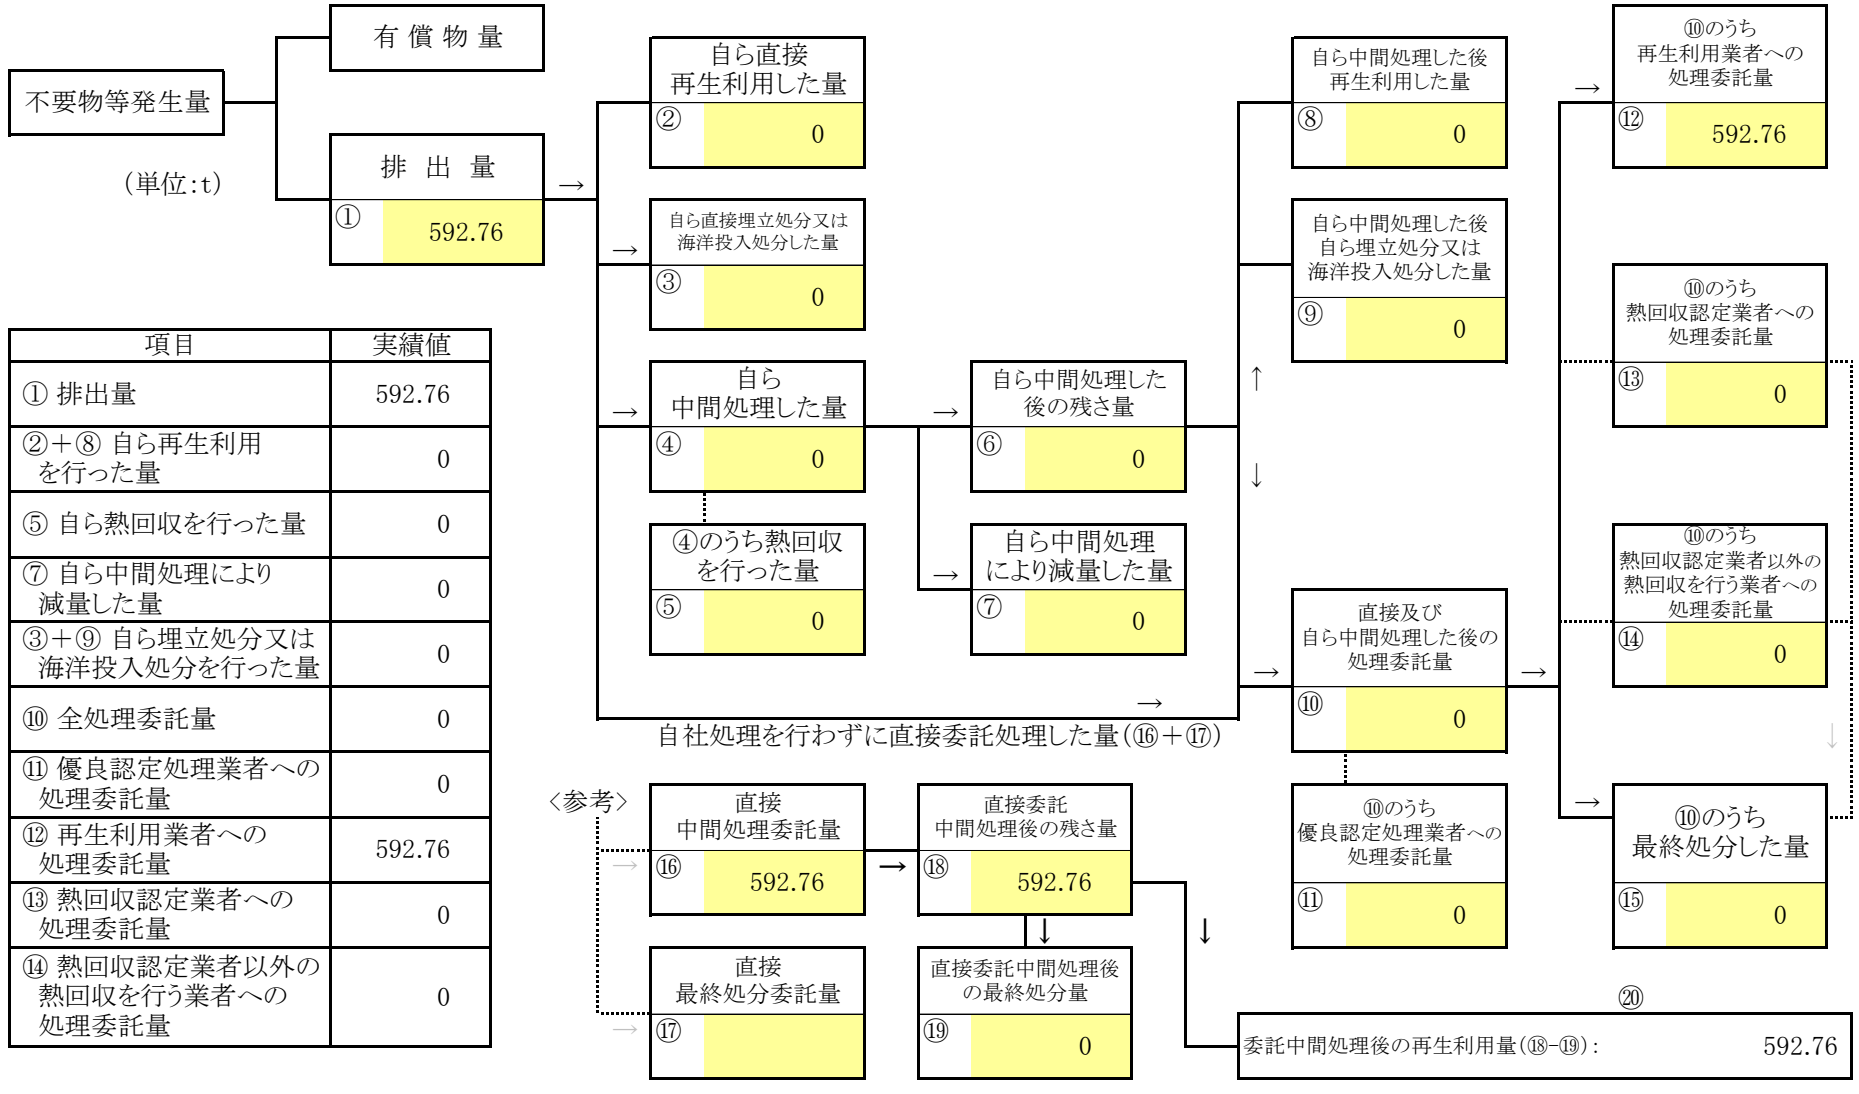 有償物量
不要物等発生量
(単位:t)
排出量
→
① 592.76
自ら直接
再生利用した量
② 0
→
自ら直接埋立処分又は
海洋投入処分した量
③ 0
→
自ら
中間処理した量
④ 0
④のうち熱回収
を行った量
⑤ 0
→
自ら中間処理した
後の残さ量
⑥ 0
→
自ら中間処理
により減量した量
⑦ 0
自ら中間処理した後
再生利用した量
⑧ 0
自ら中間処理した後
自ら埋立処分又は
海洋投入処分した量
⑨ 0
↑
↓
→
自社処理を行わずに直接委託処理した量(⑯+⑰)
→
直接及び
自ら中間処理した後の
処理委託量
⑩ 0
→
⑩のうち
優良認定処理業者への
処理委託量
⑪ 0
→
⑩のうち
再生利用業者への
処理委託量
⑫ 592.76
⑩のうち
熱回収認定業者への
処理委託量
⑬ 0
⑩のうち
熱回収認定業者以外の
熱回収を行う業者への
処理委託量
⑭ 0
↓
→
⑩のうち
最終処分した量
⑮ 0
項目 実績値
① 排出量 592.76
②+⑧ 自ら再生利用
を行った量 0
⑤ 自ら熱回収を行った量 0
⑦ 自ら中間処理により
減量した量 0
③+⑨ 自ら埋立処分又は
海洋投入処分を行った量 0
⑩ 全処理委託量 0
⑪ 優良認定処理業者への
処理委託量 0
⑫ 再生利用業者への
処理委託量 592.76
⑬ 熱回収認定業者への
処理委託量 0
⑭ 熱回収認定業者以外の
熱回収を行う業者への
処理委託量 0
<参考>
→
直接
中間処理委託量
⑯ 592.76
→
直接委託
中間処理後の残さ量
⑱ 592.76
↓
↓
→
直接
最終処分委託量
⑰
直接委託中間処理後
の最終処分量
⑲ 0
⑳
委託中間処理後の再生利用量(⑱-⑲): 592.76